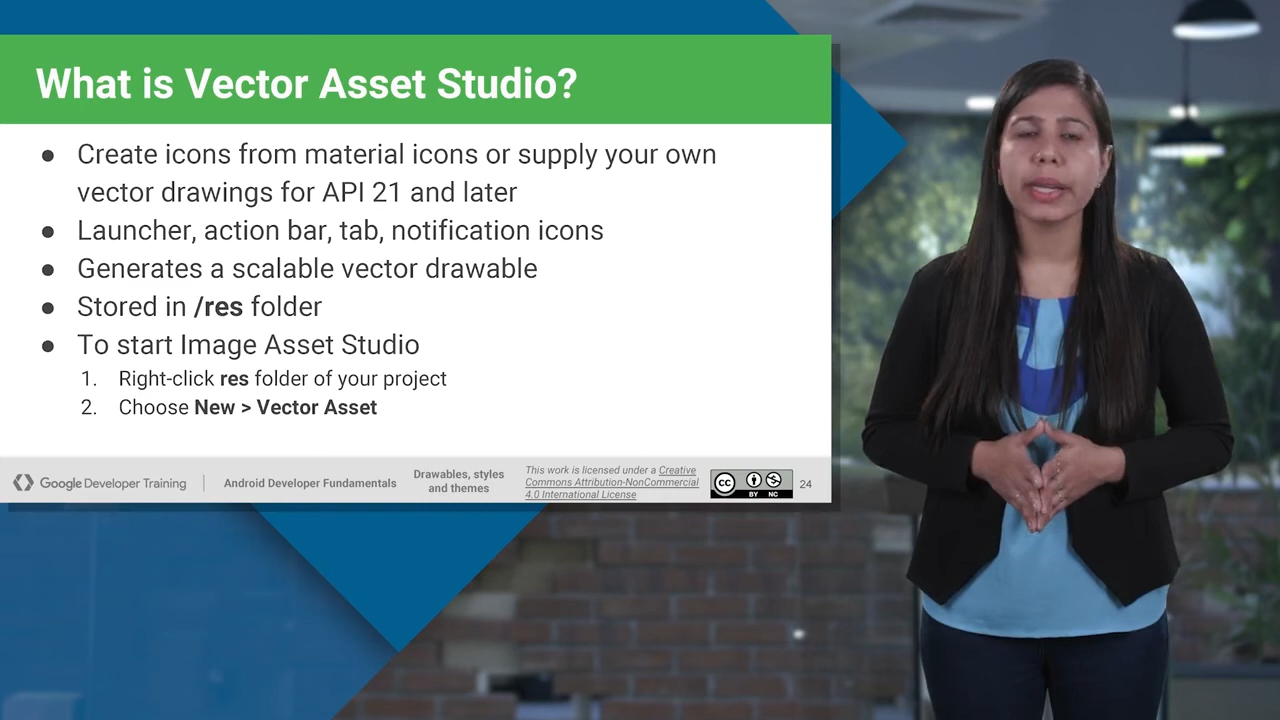 What is Vector Asset Studio?
● Create icons from material icons or supply your own
vector drawings for API 21 and later
● Launcher, action bar, tab, notification icons
● Generates a scalable vector drawable
● Stored in /res folder
● To start Image Asset Studio
1. Right-click res folder of your project
2. Choose New > Vector Asset
Google Developer Training
Android Developer Fundamentals
Drawables, styles
and themes
This work is licensed under a Creative
Commons Attribution-NonCommercial
4.0 International License
cc
BY NC
24